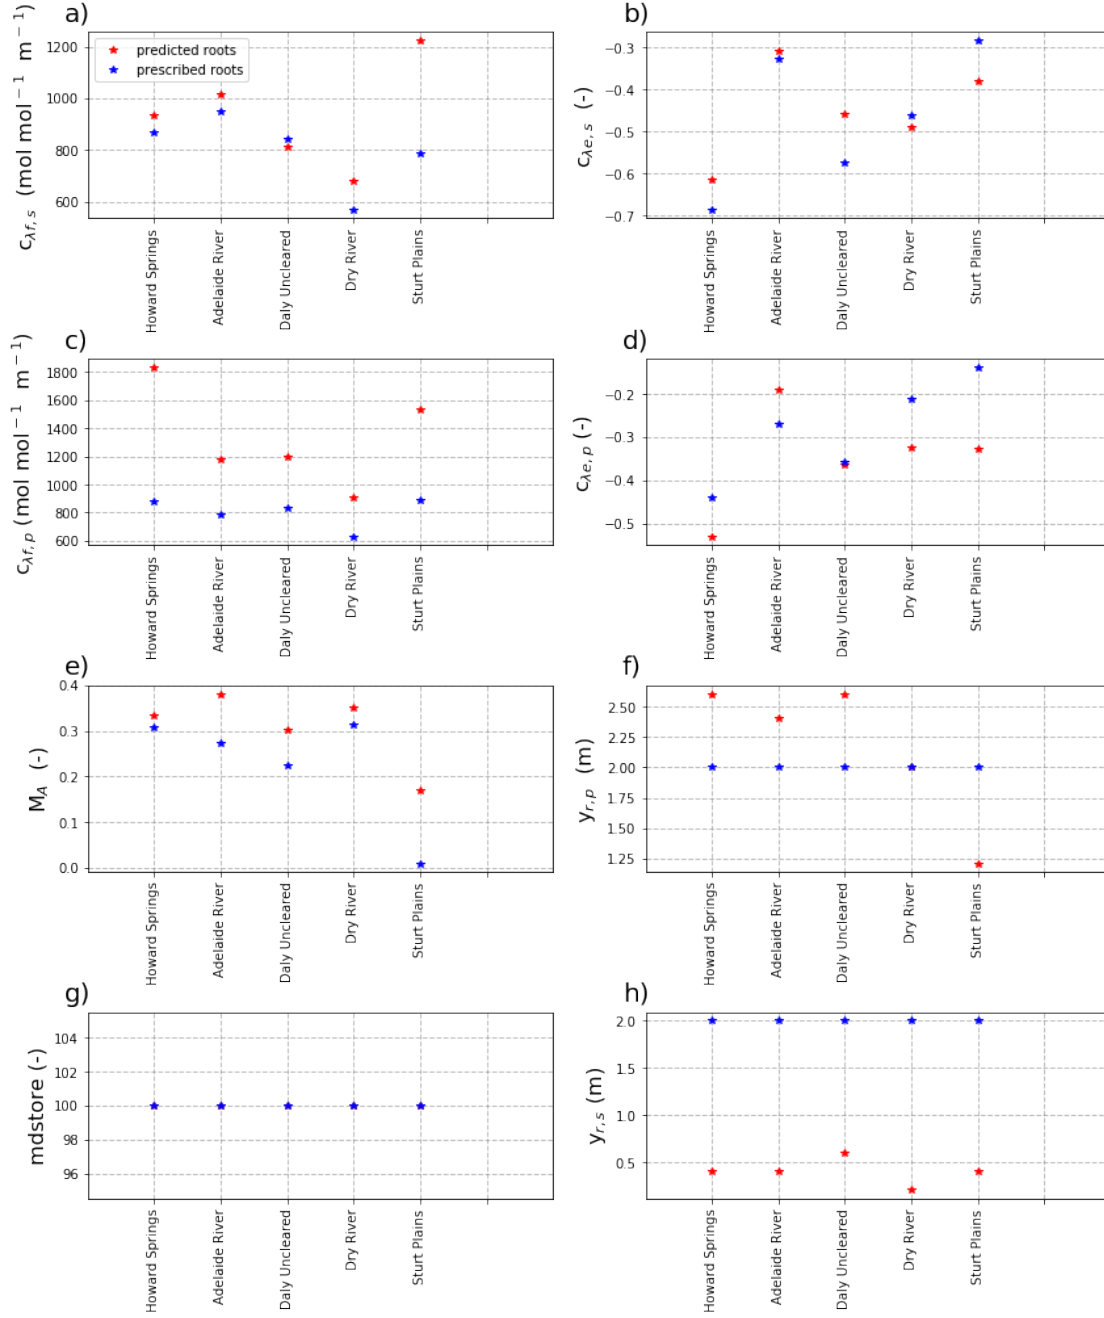 a)
c_λf,s (mol mol⁻¹ m⁻¹)
1200
1000
800
600
predicted roots
prescribed roots
Howard Springs
Adelaide River
Daly Uncleared
Dry River
Sturt Plains
b)
c_λe,s (-)
−0.3
−0.4
−0.5
−0.6
−0.7
Howard Springs
Adelaide River
Daly Uncleared
Dry River
Sturt Plains
c)
c_λf,p (mol mol⁻¹ m⁻¹)
1800
1600
1400
1200
1000
800
600
Howard Springs
Adelaide River
Daly Uncleared
Dry River
Sturt Plains
d)
c_λe,p (-)
−0.2
−0.3
−0.4
−0.5
Howard Springs
Adelaide River
Daly Uncleared
Dry River
Sturt Plains
e)
M_A (-)
0.4
0.3
0.2
0.1
0.0
Howard Springs
Adelaide River
Daly Uncleared
Dry River
Sturt Plains
f)
y_r,p (m)
2.50
2.25
2.00
1.75
1.50
1.25
Howard Springs
Adelaide River
Daly Uncleared
Dry River
Sturt Plains
g)
mdstore (-)
104
102
100
98
96
Howard Springs
Adelaide River
Daly Uncleared
Dry River
Sturt Plains
h)
y_r,s (m)
2.0
1.5
1.0
0.5
Howard Springs
Adelaide River
Daly Uncleared
Dry River
Sturt Plains